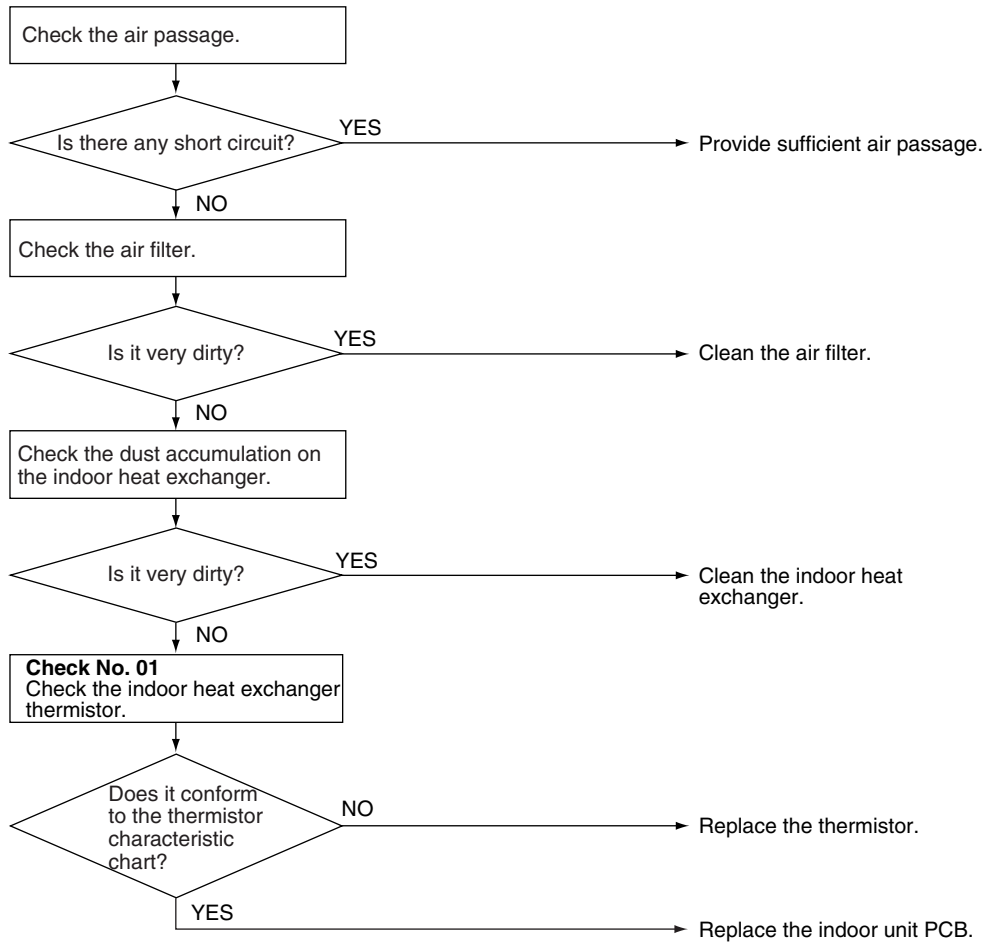 Check the air passage.
Is there any short circuit?
YES
Provide sufficient air passage.
NO
Check the air filter.
Is it very dirty?
YES
Clean the air filter.
NO
Check the dust accumulation on
the indoor heat exchanger.
Is it very dirty?
YES
Clean the indoor heat
exchanger.
NO
Check No. 01
Check the indoor heat exchanger
thermistor.
Does it conform
to the thermistor
characteristic
chart?
NO
Replace the thermistor.
YES
Replace the indoor unit PCB.